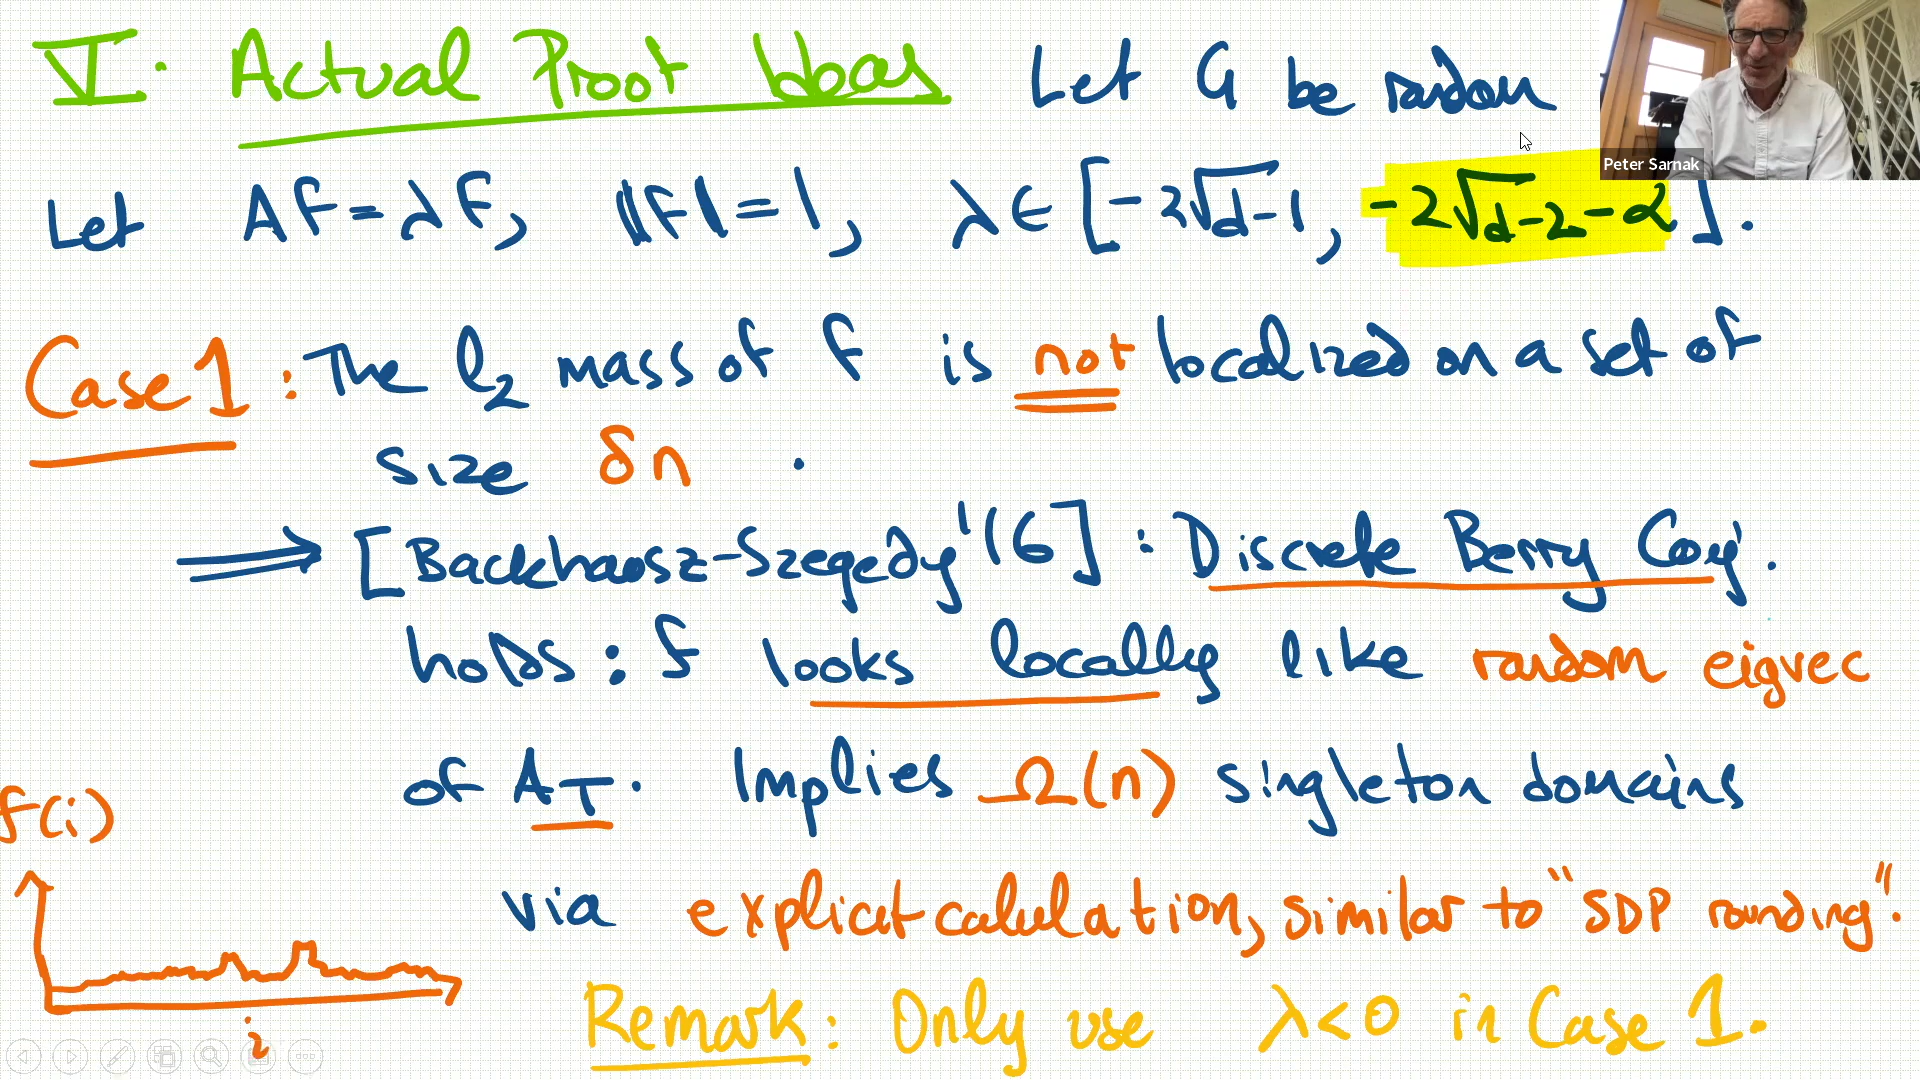 V. Actual Proof Ideas Let G be random
Peter Sarnak
Let Af=λf, ||f||=1, λ∈[-2√d-1, -2√d-2-α].
Case 1: The l₂ mass of f is not localized on a set of
size δn.
⟹ [Backhausz-Szegedy'16]: Discrete Berry Conj.
holds: f looks locally like random eigvec
of A_T. Implies Ω(n) singleton domains
via explicit calculation, similar to "SDP rounding".
f(i)
i
Remark: Only use λ<0 in Case 1.